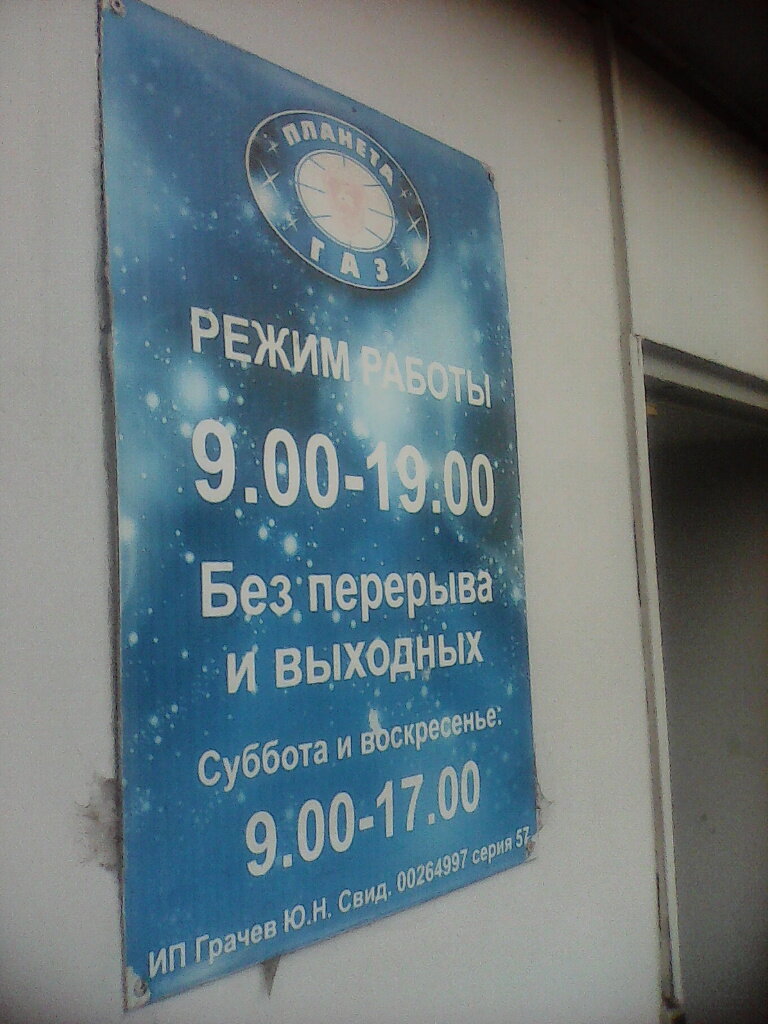 ПЛАНЕТА
ГАЗ
РЕЖИМ РАБОТЫ
9.00-19.00
Без перерыва
и выходных
Суббота и воскресенье:
9.00-17.00
ИП Грачев Ю.Н. Свид. 00264997 серия 57